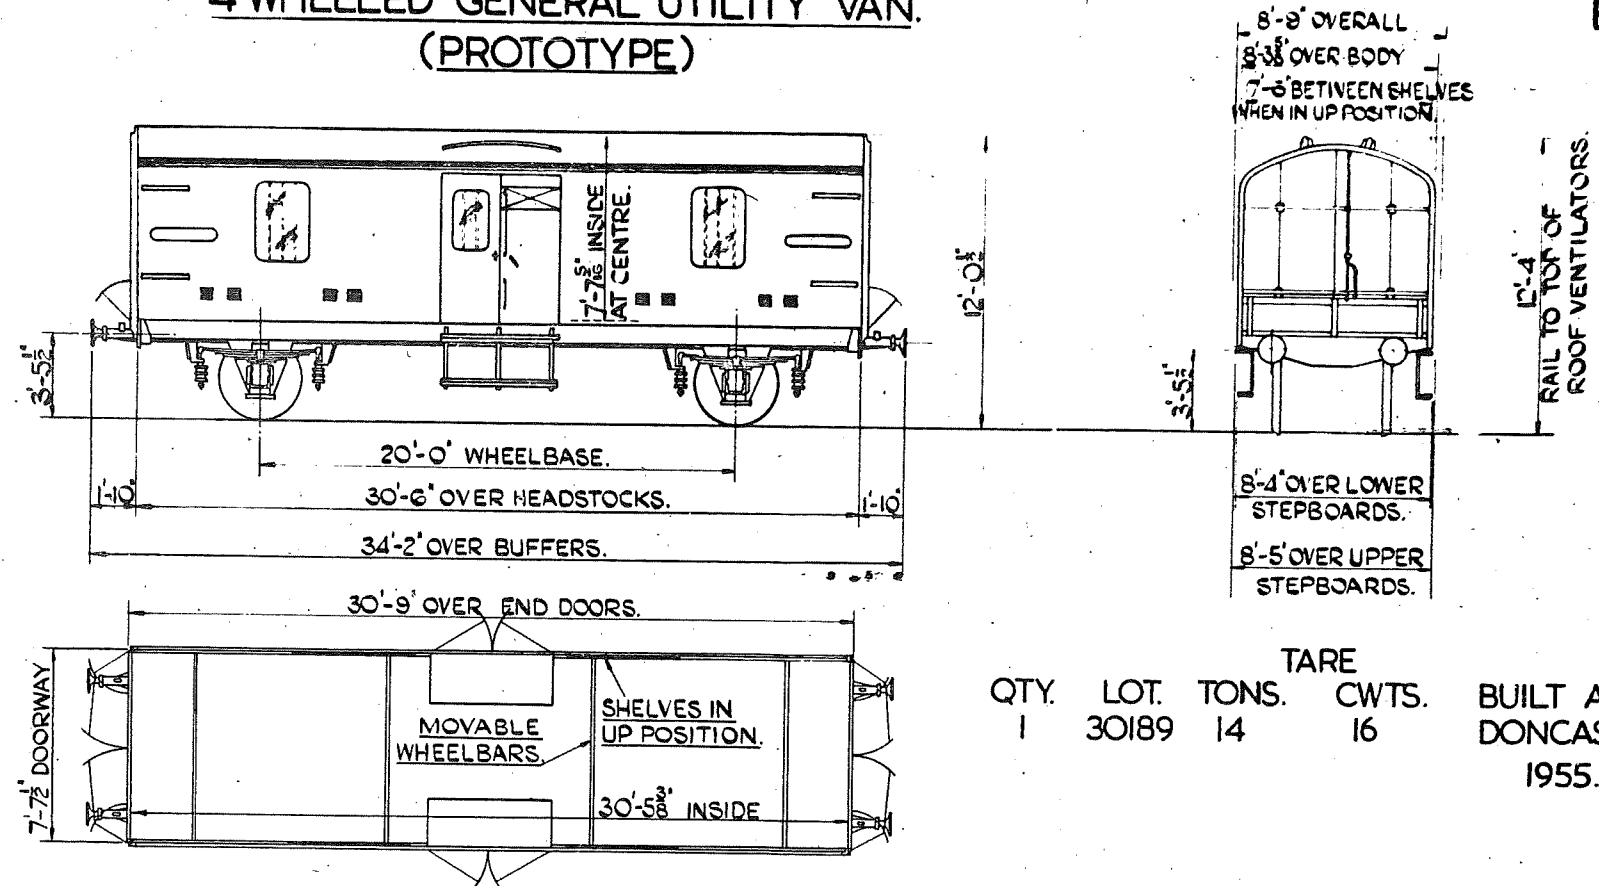 4 WHEELED GENERAL UTILITY VAN.
(PROTOTYPE)
8'-9" OVERALL
8'-3⅝" OVER BODY
7'-6" BETWEEN SHELVES
WHEN IN UP POSITION.
7'-7 5/16" INSIDE
AT CENTRE.
12'-0½"
12'-4"
RAIL TO TOP OF
ROOF VENTILATORS.
3'-5½"
3'-5½"
20'-0" WHEELBASE.
1'-10"
30'-6" OVER HEADSTOCKS.
1'-10"
34'-2" OVER BUFFERS.
8'-4" OVER LOWER
STEPBOARDS.
8'-5" OVER UPPER
STEPBOARDS.
30'-9" OVER END DOORS.
7'-7½" DOORWAY
MOVABLE
WHEELBARS.
SHELVES IN
UP POSITION.
30'-5⅜" INSIDE
TARE
QTY. LOT. TONS. CWTS. BUILT A
1 30189 14 16 DONCAS
1955.